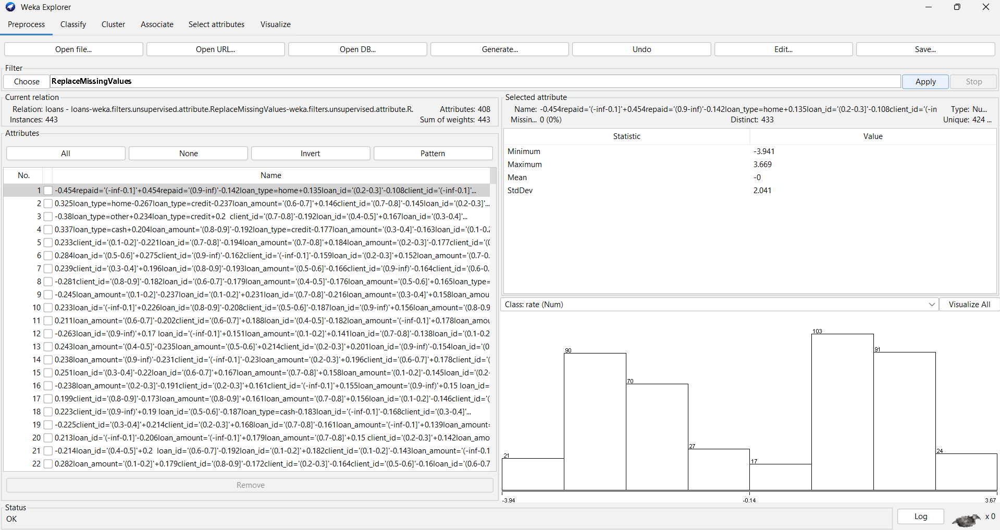 Weka Explorer
Preprocess Classify Cluster Associate Select attributes Visualize
Open file... Open URL... Open DB... Generate... Undo Edit... Save...
Filter
Choose ReplaceMissingValues Apply Stop
Current relation
Relation: loans - loans-weka.filters.unsupervised.attribute.ReplaceMissingValues-weka.filters.unsupervised.attribute.R. Attributes: 408
Instances: 443 Sum of weights: 443
Attributes
All None Invert Pattern
No. Name
1 -0.454repaid='(-inf-0.1]'+0.454repaid='(0.9-inf)'-0.142loan_type=home+0.135loan_id='(0.2-0.3]'-0.108client_id='(-inf-0.1]'...
2 0.325loan_type=home-0.267loan_type=credit-0.237loan_amount='(0.6-0.7]'+0.146client_id='(0.7-0.8]'-0.145loan_id='(0.2-0.3]'...
3 -0.38loan_type=other+0.234loan_type=credit+0.2 client_id='(0.7-0.8]'-0.192loan_id='(0.4-0.5]'+0.167loan_id='(0.3-0.4]'...
4 0.337loan_type=cash+0.204loan_amount='(0.8-0.9]'-0.192loan_type=credit-0.177loan_amount='(0.3-0.4]'-0.163loan_id='(0.1-0.2
5 0.233client_id='(0.1-0.2]'-0.221loan_id='(0.7-0.8]'-0.194loan_amount='(0.7-0.8]'+0.184loan_amount='(0.2-0.3]'-0.177client_id='(0
6 0.284loan_id='(0.5-0.6]'+0.275client_id='(0.9-inf)'-0.162client_id='(-inf-0.1]'-0.159loan_id='(0.2-0.3]'+0.152loan_amount='(0.7-0.
7 0.239client_id='(0.3-0.4]'+0.196loan_id='(0.8-0.9]'-0.193loan_amount='(0.5-0.6]'-0.166client_id='(0.9-inf)'-0.164client_id='(0.6-0.
8 -0.281client_id='(0.8-0.9]'-0.182loan_id='(0.6-0.7]'-0.179loan_amount='(0.4-0.5]'-0.176loan_amount='(0.5-0.6]'+0.165loan_type=
9 -0.245loan_amount='(0.1-0.2]'-0.237loan_id='(0.1-0.2]'+0.231loan_id='(0.7-0.8]'-0.216loan_amount='(0.3-0.4]'+0.158loan_amou
10 0.233loan_id='(-inf-0.1]'+0.226loan_id='(0.8-0.9]'-0.208client_id='(0.5-0.6]'-0.187loan_id='(0.9-inf)'+0.156loan_amount='(0.8-0.9
11 0.211loan_amount='(0.6-0.7]'-0.202client_id='(0.6-0.7]'+0.188loan_id='(0.4-0.5]'-0.182loan_amount='(-inf-0.1]'+0.178loan_amou
12 -0.263loan_id='(0.9-inf)'+0.17 loan_id='(-inf-0.1]'+0.151loan_amount='(0.1-0.2]'+0.141loan_id='(0.7-0.8]'-0.138loan_id='(0.1-0.2
13 0.243loan_amount='(0.4-0.5]'-0.235loan_amount='(0.5-0.6]'+0.214client_id='(0.2-0.3]'+0.201loan_id='(0.9-inf)'-0.154loan_id='(0
14 0.238loan_amount='(0.9-inf)'-0.231client_id='(-inf-0.1]'-0.23loan_amount='(0.2-0.3]'+0.196client_id='(0.6-0.7]'+0.178client_id='(
15 0.251loan_id='(0.3-0.4]'-0.22loan_id='(0.6-0.7]'+0.167loan_amount='(0.7-0.8]'+0.158loan_amount='(0.1-0.2]'-0.145loan_id='(0.2-
16 -0.238loan_amount='(0.2-0.3]'-0.191client_id='(0.2-0.3]'+0.161client_id='(-inf-0.1]'+0.155loan_amount='(0.9-inf)'+0.15 loan_id=
17 0.199client_id='(0.8-0.9]'-0.173loan_amount='(0.8-0.9]'+0.161loan_amount='(0.7-0.8]'+0.156loan_id='(0.1-0.2]'-0.146client_id='(
18 0.223client_id='(0.9-inf)'+0.19 loan_id='(0.5-0.6]'-0.187loan_type=cash-0.183loan_id='(-inf-0.1]'-0.168client_id='(0.3-0.4]'...
19 -0.225client_id='(0.3-0.4]'+0.214client_id='(0.2-0.3]'+0.168loan_id='(0.7-0.8]'-0.161loan_amount='(-inf-0.1]'+0.139loan_amount=
20 0.213loan_id='(-inf-0.1]'-0.206loan_amount='(-inf-0.1]'+0.179loan_amount='(0.7-0.8]'+0.15 client_id='(0.2-0.3]'+0.142loan_amo
21 -0.214loan_id='(0.4-0.5]'+0.2 loan_id='(0.6-0.7]'-0.192loan_id='(0.1-0.2]'+0.182client_id='(0.1-0.2]'-0.143loan_amount='(-inf-0.1
22 0.282loan_amount='(0.1-0.2]'+0.179client_id='(0.8-0.9]'-0.172client_id='(0.2-0.3]'-0.164client_id='(0.5-0.6]'-0.16loan_id='(0.6-0.7
Remove
Selected attribute
Name: -0.454repaid='(-inf-0.1]'+0.454repaid='(0.9-inf)'-0.142loan_type=home+0.135loan_id='(0.2-0.3]'-0.108client_id='(-in Type: Nu...
Missin... 0 (0%) Distinct: 433 Unique: 424 ...
Statistic Value
Minimum -3.941
Maximum 3.669
Mean -0
StdDev 2.041
Class: rate (Num) Visualize All
21 90 70 27 17 103 91 24
-3.94 -0.14 3.67
Status
OK
Log x 0